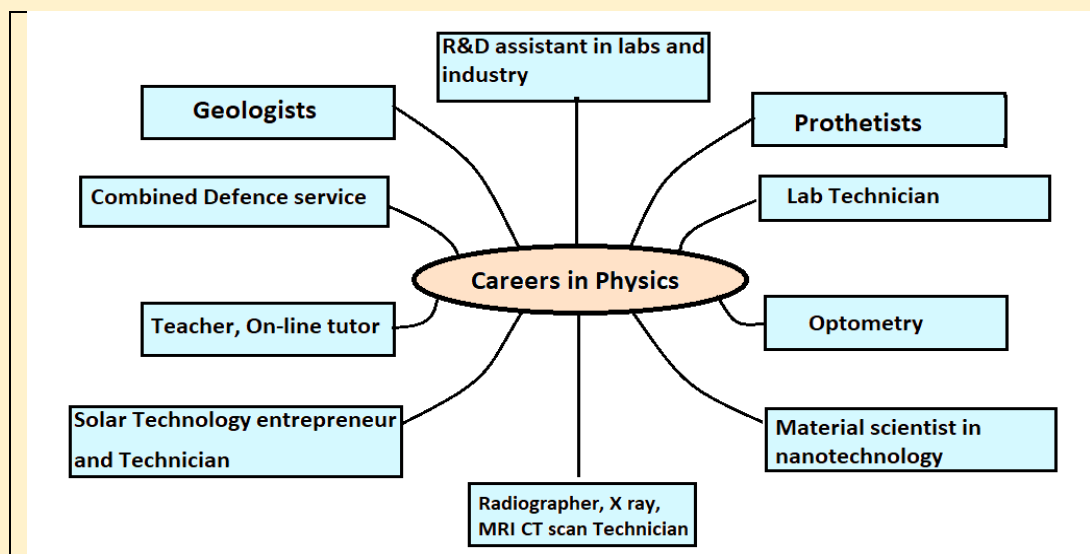 R&D assistant in labs and
industry
Geologists
Prothetists
Combined Defence service
Lab Technician
Careers in Physics
Teacher, On-line tutor
Optometry
Solar Technology entrepreneur
and Technician
Material scientist in
nanotechnology
Radiographer, X ray,
MRI CT scan Technician